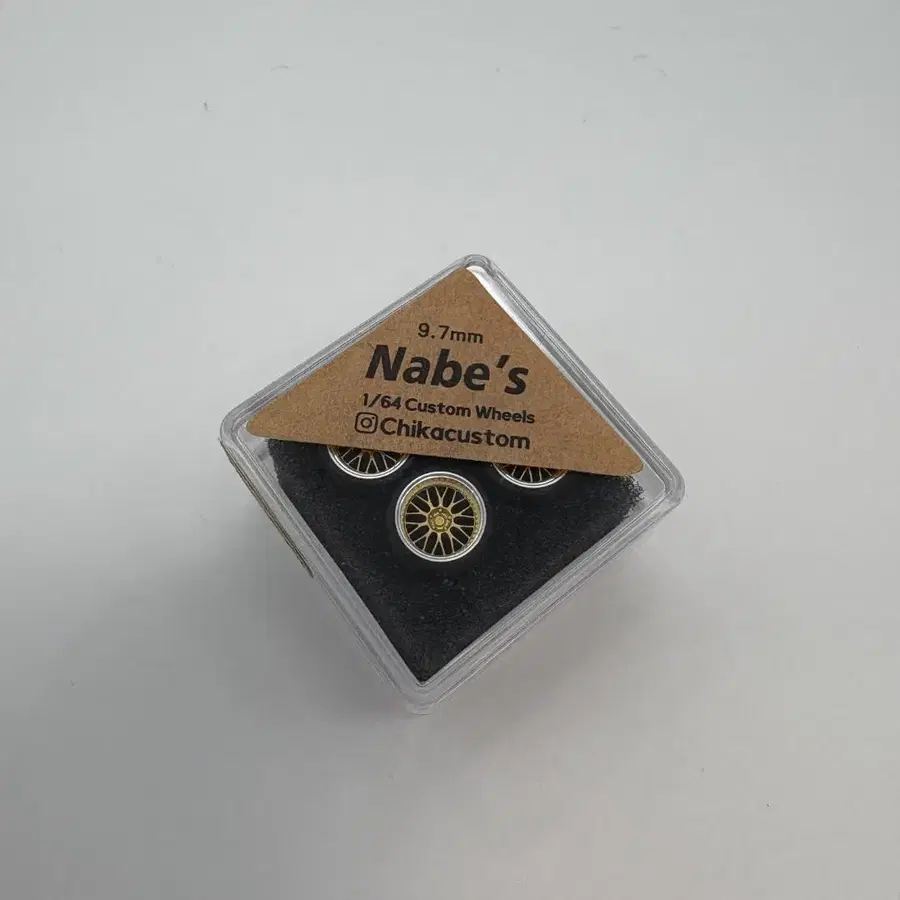 9.7mm
Nabe's
1/64 Custom Wheels
Chikacustom